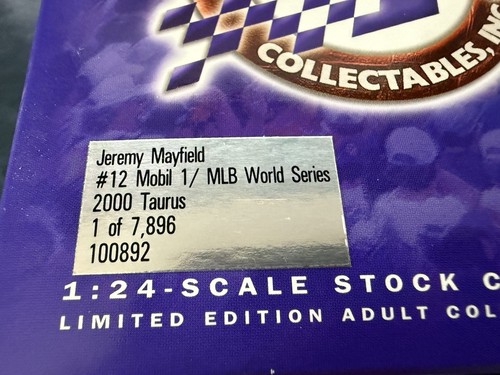 COLLECTABLES, IN
Jeremy Mayfield
#12 Mobil 1/ MLB World Series
2000 Taurus
1 of 7,896
100892
1:24-SCALE STOCK C
LIMITED EDITION ADULT COL